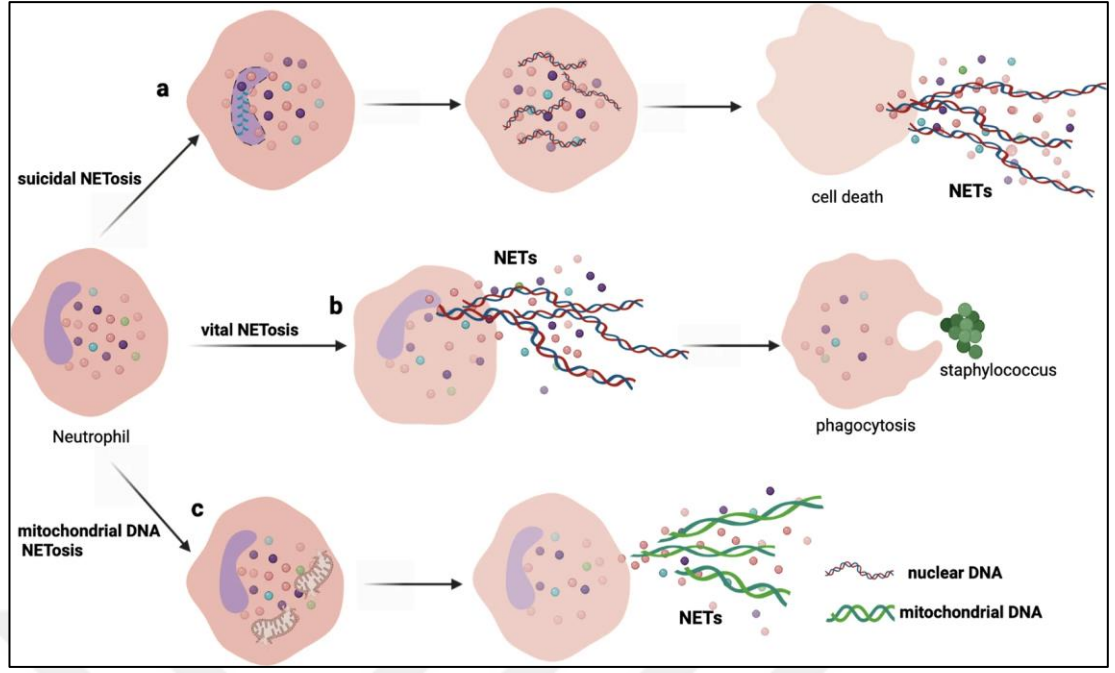 a
suicidal NETosis
cell death
NETs
NETs
b
vital NETosis
staphylococcus
Neutrophil
phagocytosis
c
mitochondrial DNA
NETosis
nuclear DNA
mitochondrial DNA
NETs